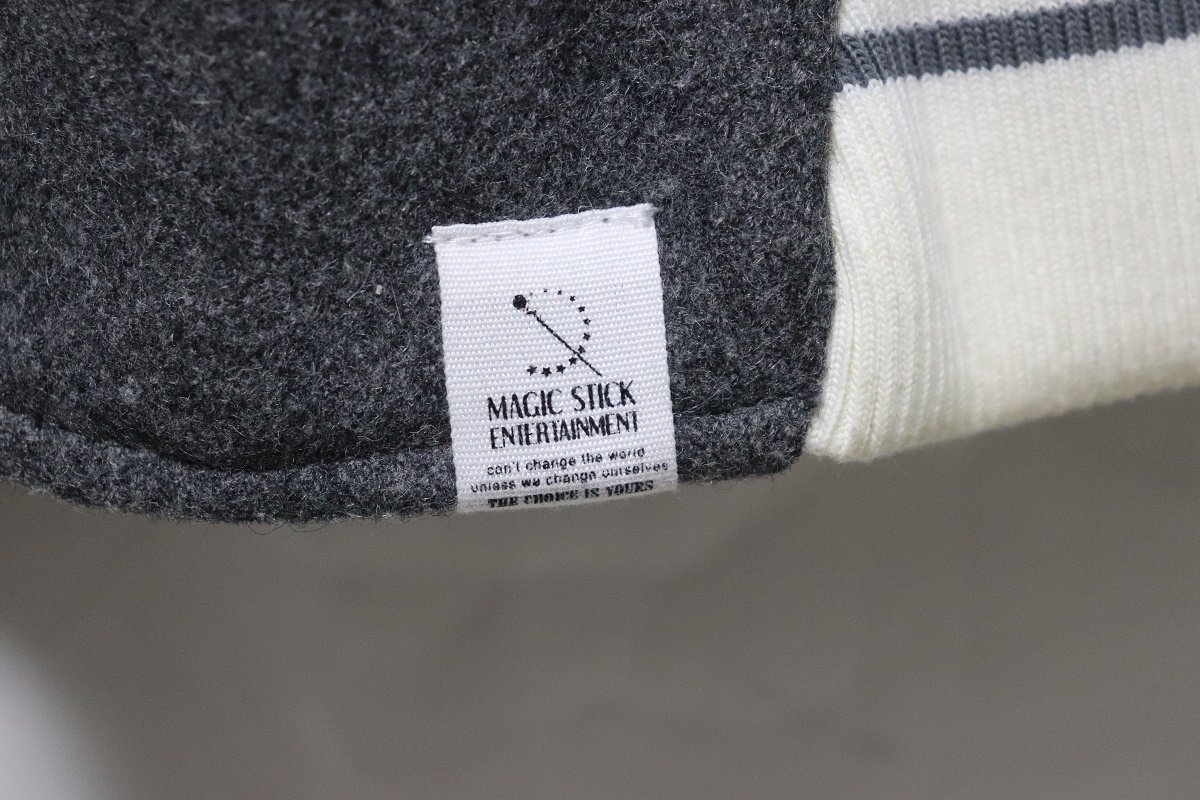 MAGIC STICK
ENTERTAINMENT
can't change the world
unless we change ourselves
THE CHOICE IS YOURS